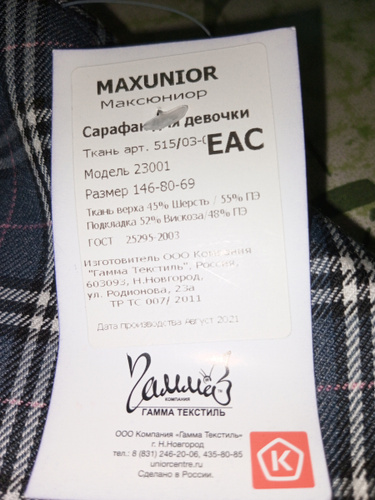 MAXUNIOR
Максюниор
Сарафан для девочки
Ткань арт. 515/03-
EAC
Модель 23001
Размер 146-80-69
Ткань верха 45% Шерсть / 55% ПЭ
Подкладка 52% Вискоза/48% ПЭ
ГОСТ 25295-2003
Изготовитель ООО Компания
"Гамма Текстиль", Россия,
603093, Н.Новгород,
ул. Родионова, 23а
ТР ТС 007/ 2011
Дата производства Август 2021
Гамма
КОМПАНИЯ
ГАММА ТЕКСТИЛЬ
ООО Компания «Гамма Текстиль»
г. Н.Новгород
тел.: 8 (831) 246-20-06, 435-80-85
uniorcentre.ru
Сделано в России.
К